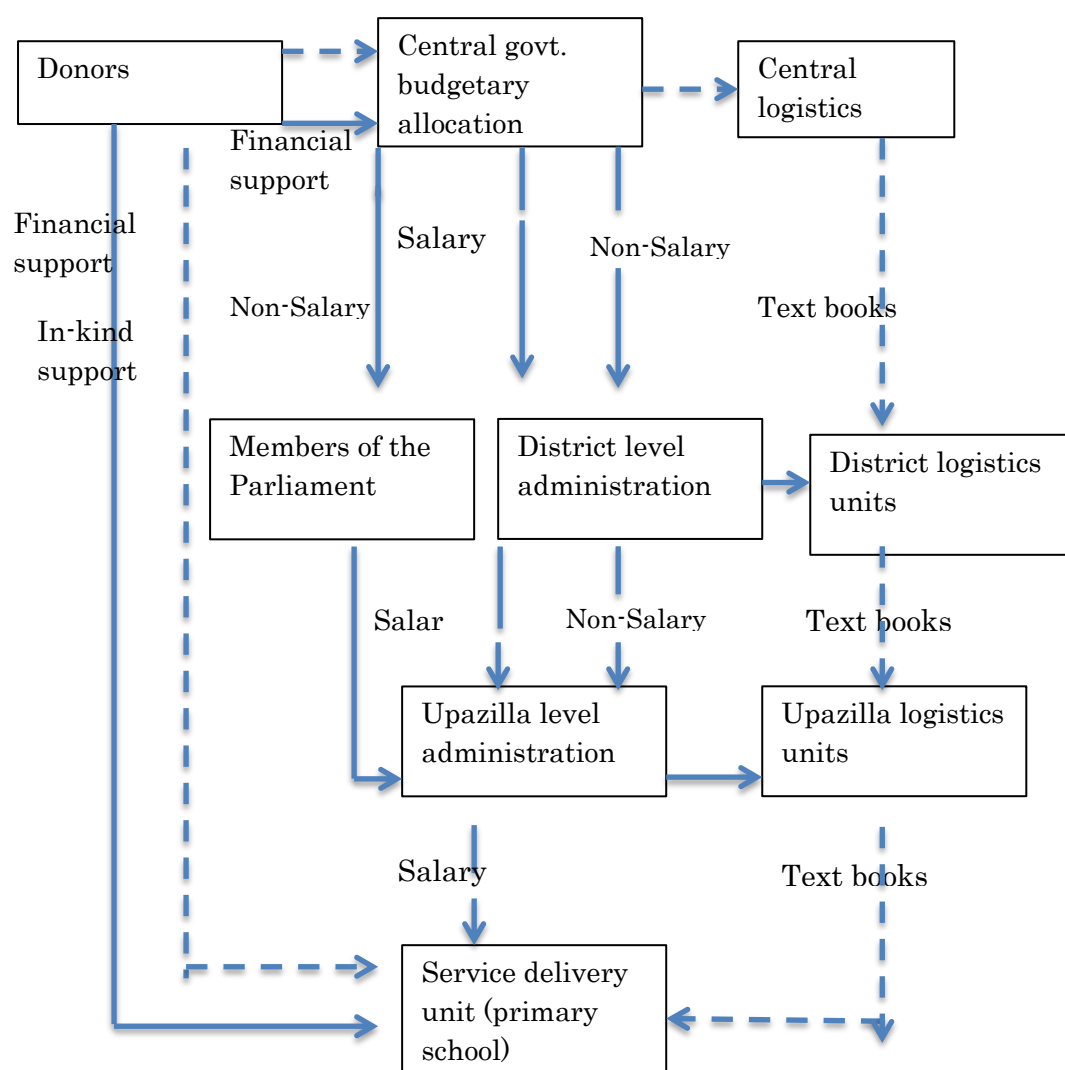 Donors
Central govt.
budgetary
allocation
Central
logistics
Financial
support
Financial
support
Salary
Non-Salary
Non-Salary
Text books
In-kind
support
Members of the
Parliament
District level
administration
District logistics
units
Salar
Non-Salary
Text books
Upazilla level
administration
Upazilla logistics
units
Salary
Text books
Service delivery
unit (primary
school)